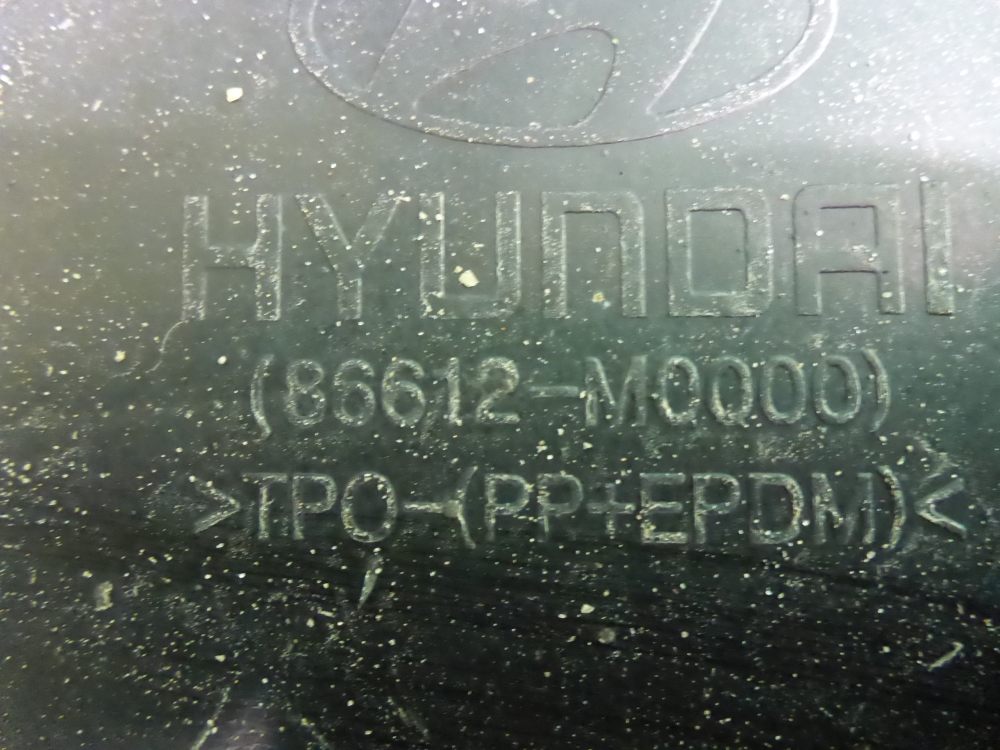 HYUNDAI
(86612-M0000)
>TPO-(PP+EPDM)<